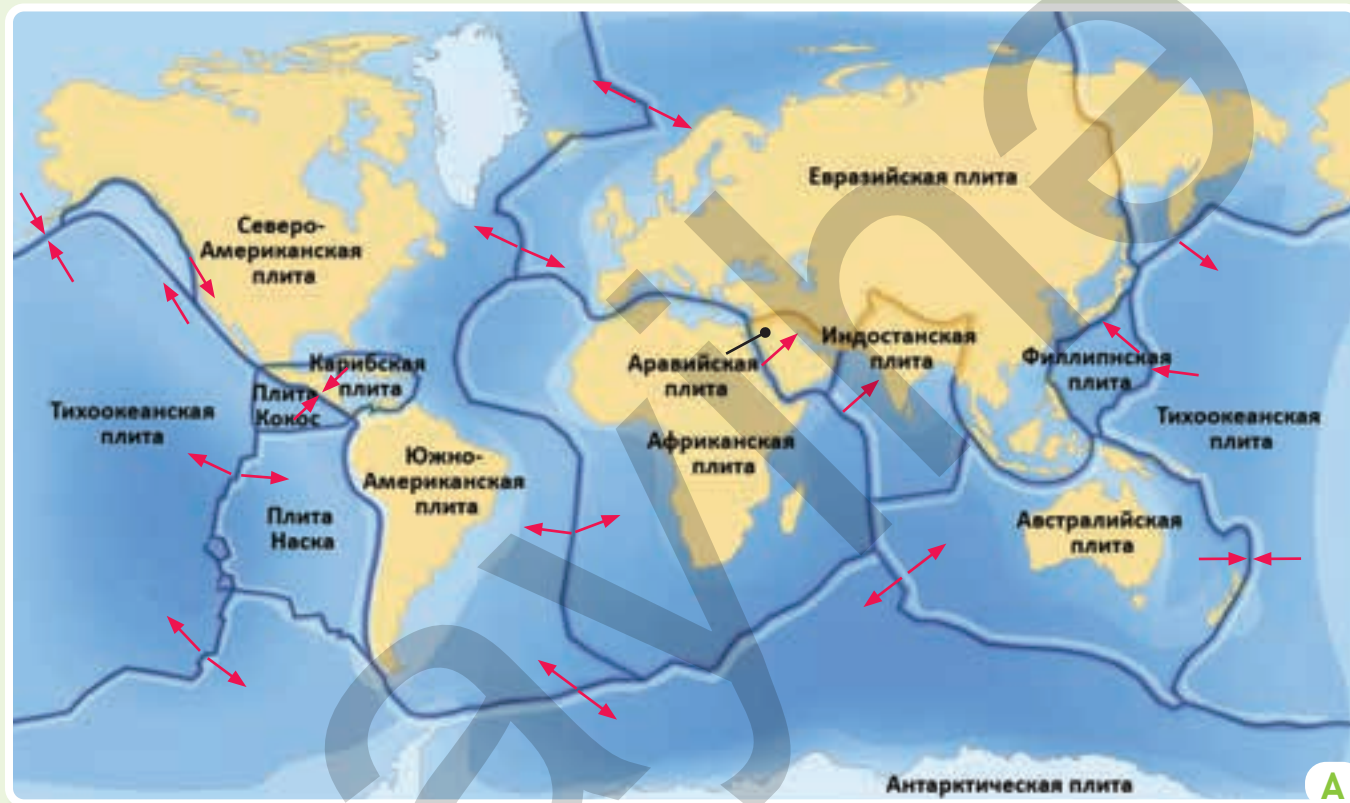 Евразийская плита
Северо-
Американская
плита
Карибская
плита
Плита
Кокос
Тихоокеанская
плита
Аравийская
плита
Индостанская
плита
Филлипнская
плита
Тихоокеанская
плита
Африканская
плита
Южно-
Американская
плита
Плита
Наска
Австралийская
плита
Антарктическая плита
A